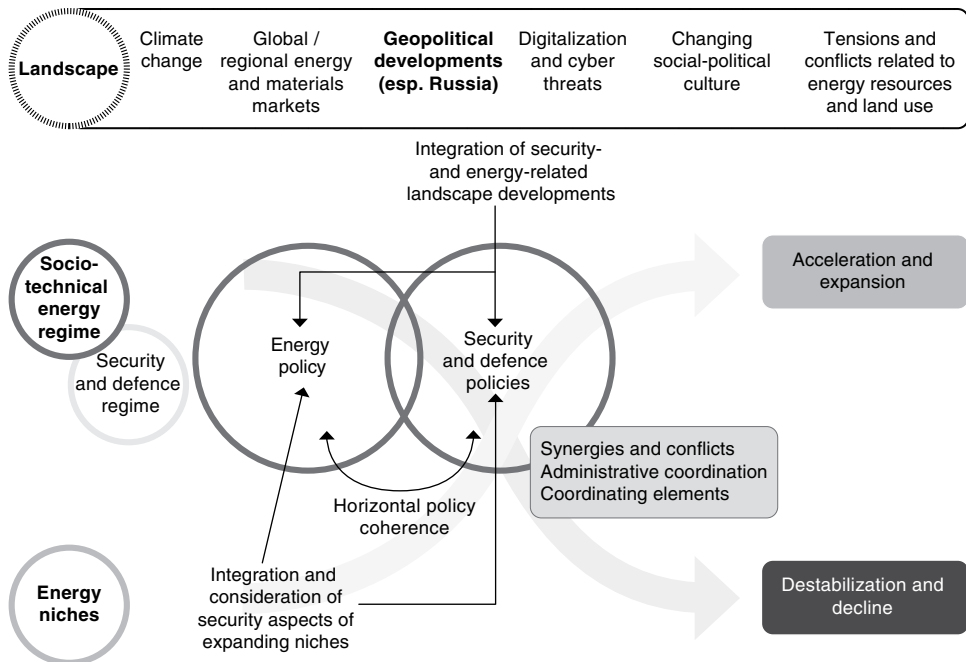 Landscape
Climate
change
Global /
regional energy
and materials
markets
Geopolitical
developments
(esp. Russia)
Digitalization
and cyber
threats
Changing
social-political
culture
Tensions and
conflicts related to
energy resources
and land use
Integration of security-
and energy-related
landscape developments
Socio-
technical
energy
regime
Security
and defence
regime
Energy
policy
Security
and defence
policies
Acceleration and
expansion
Synergies and conflicts
Administrative coordination
Coordinating elements
Horizontal policy
coherence
Energy
niches
Integration and
consideration of
security aspects of
expanding niches
Destabilization and
decline